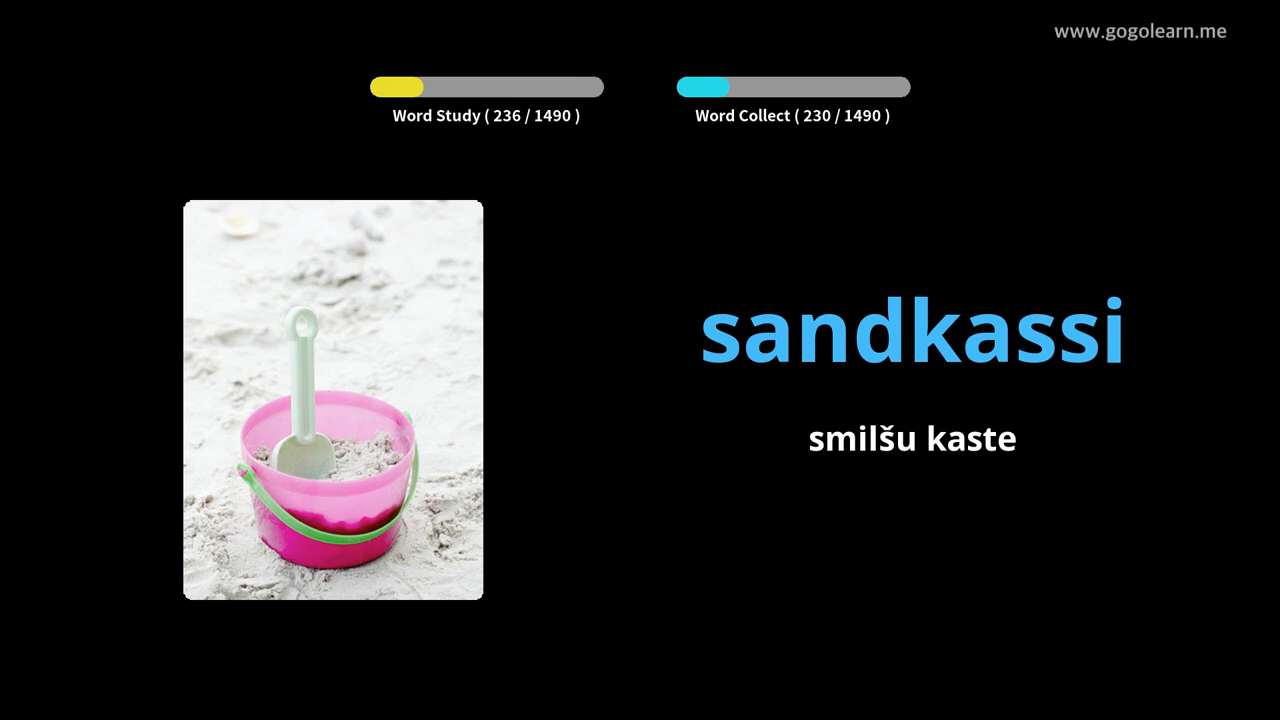 www.gogolearn.me
Word Study ( 236 / 1490 )
Word Collect ( 230 / 1490 )
sandkassi
smilšu kaste